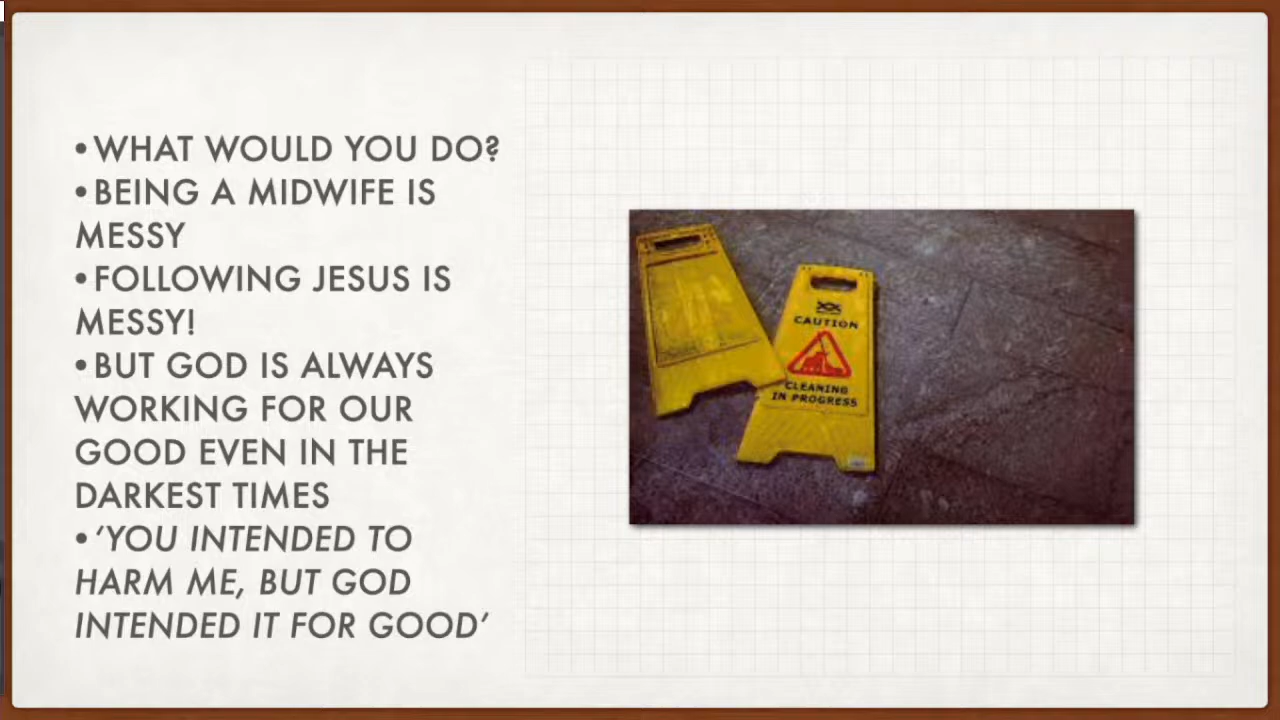 •WHAT WOULD YOU DO?
•BEING A MIDWIFE IS
MESSY
•FOLLOWING JESUS IS
MESSY!
•BUT GOD IS ALWAYS
WORKING FOR OUR
GOOD EVEN IN THE
DARKEST TIMES
•‘YOU INTENDED TO
HARM ME, BUT GOD
INTENDED IT FOR GOOD’
CAUTION
CLEANING
IN PROGRESS